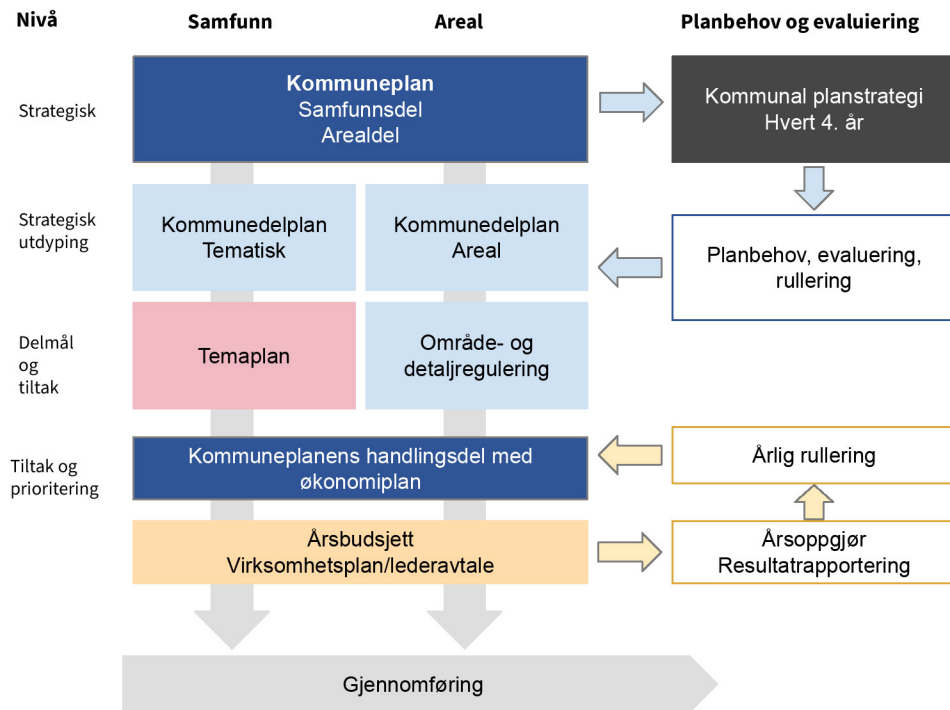 Nivå
Samfunn
Areal
Planbehov og evaluiering
Strategisk
Kommuneplan
Samfunnsdel
Arealdel
Kommunal planstrategi
Hvert 4. år
Strategisk
utdyping
Kommunedelplan
Tematisk
Kommunedelplan
Areal
Planbehov, evaluering,
rullering
Delmål
og
tiltak
Temaplan
Område- og
detaljregulering
Tiltak og
prioritering
Kommuneplanens handlingsdel med
økonomiplan
Årlig rullering
Årsbudsjett
Virksomhetsplan/lederavtale
Årsoppgjør
Resultatrapportering
Gjennomføring